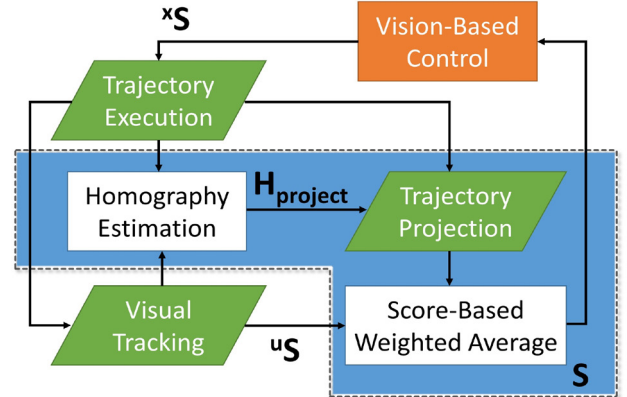 xS
Vision-Based
Control
Trajectory
Execution
Homography
Estimation
Hproject
Trajectory
Projection
Visual
Tracking
uS
Score-Based
Weighted Average
S